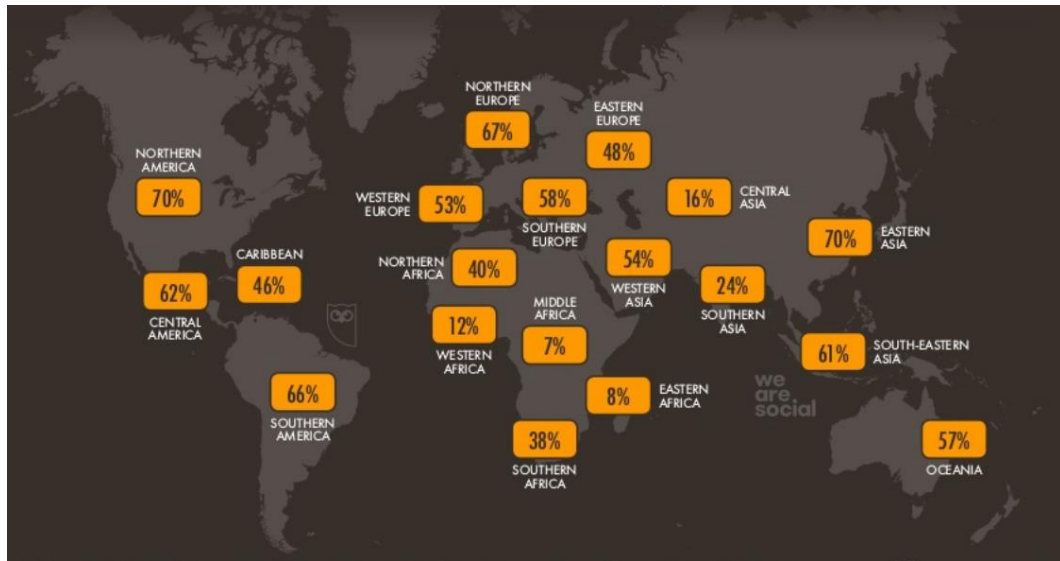 NORTHERN
EUROPE
67%
EASTERN
EUROPE
48%
NORTHERN
AMERICA
70%
WESTERN
EUROPE
53%
58%
SOUTHERN
EUROPE
16%
CENTRAL
ASIA
70%
EASTERN
ASIA
CARIBBEAN
46%
NORTHERN
AFRICA
40%
54%
WESTERN
ASIA
24%
SOUTHERN
ASIA
62%
CENTRAL
AMERICA
12%
WESTERN
AFRICA
MIDDLE
AFRICA
7%
61%
SOUTH-EASTERN
ASIA
we
are
social
66%
SOUTHERN
AMERICA
8%
EASTERN
AFRICA
38%
SOUTHERN
AFRICA
57%
OCEANIA